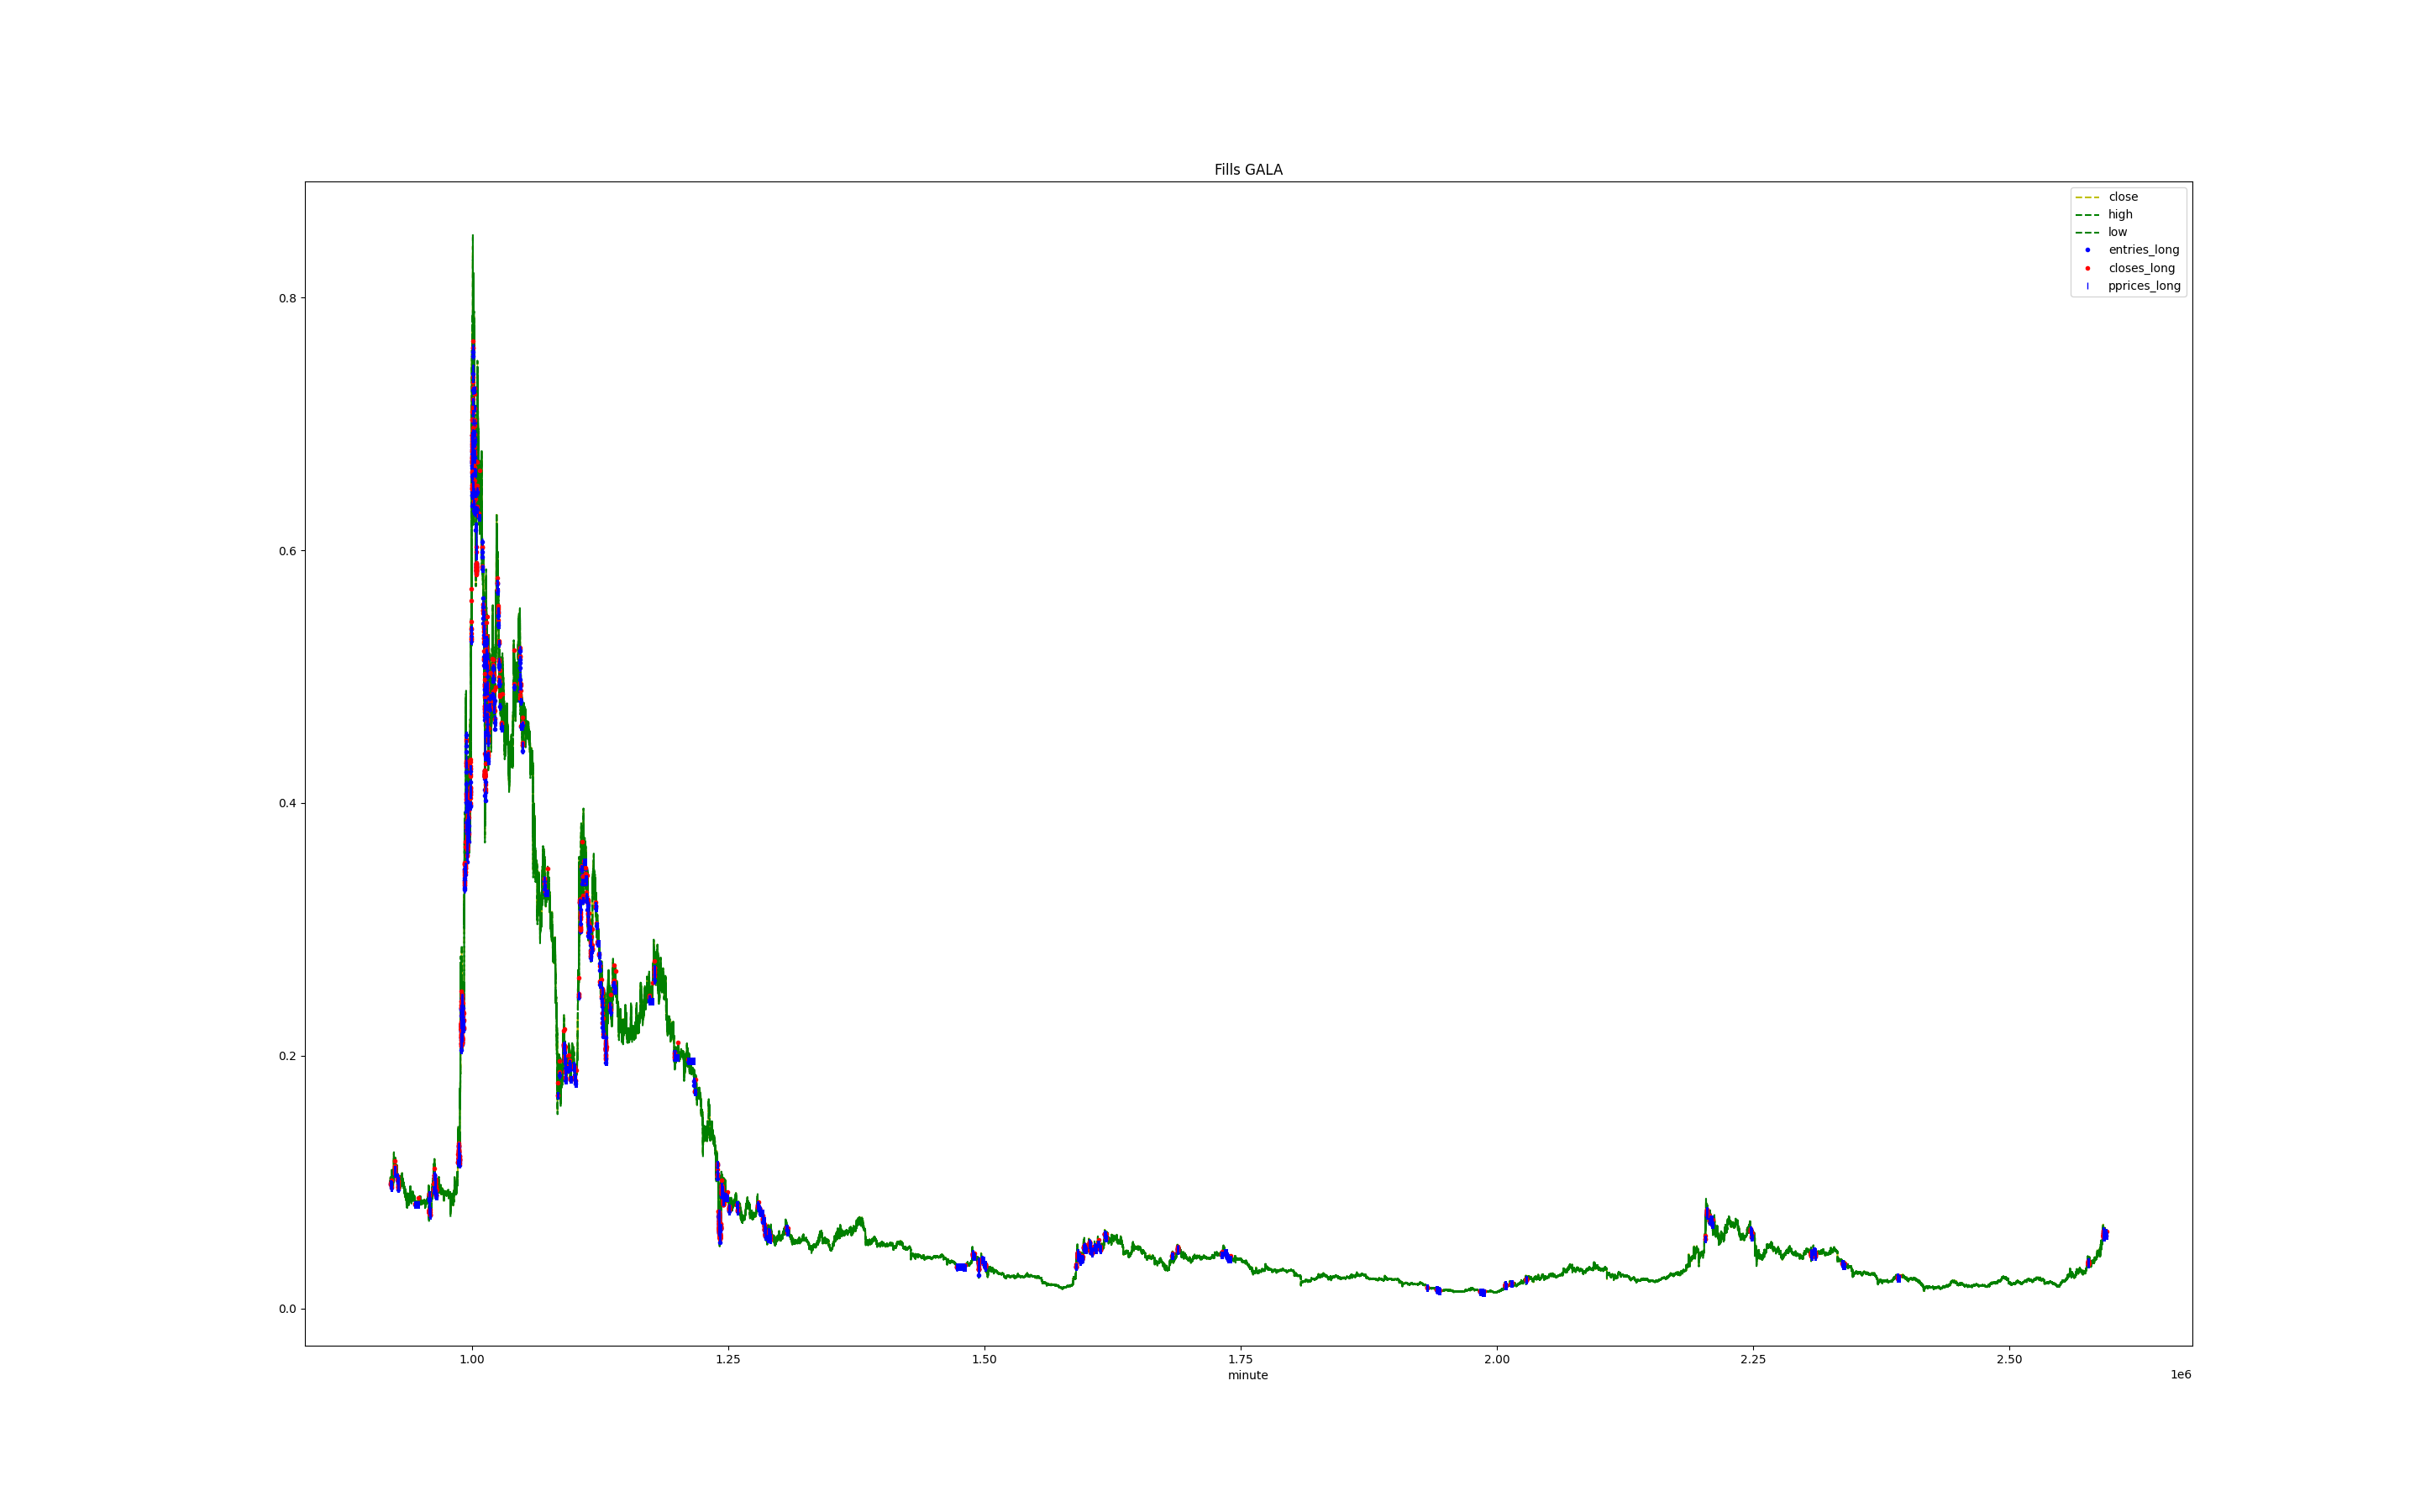 Fills GALA
close
high
low
entries_long
closes_long
pprices_long
0.8
0.6
0.4
0.2
0.0
1.00 1.25 1.50 1.75 2.00 2.25 2.50
minute 1e6